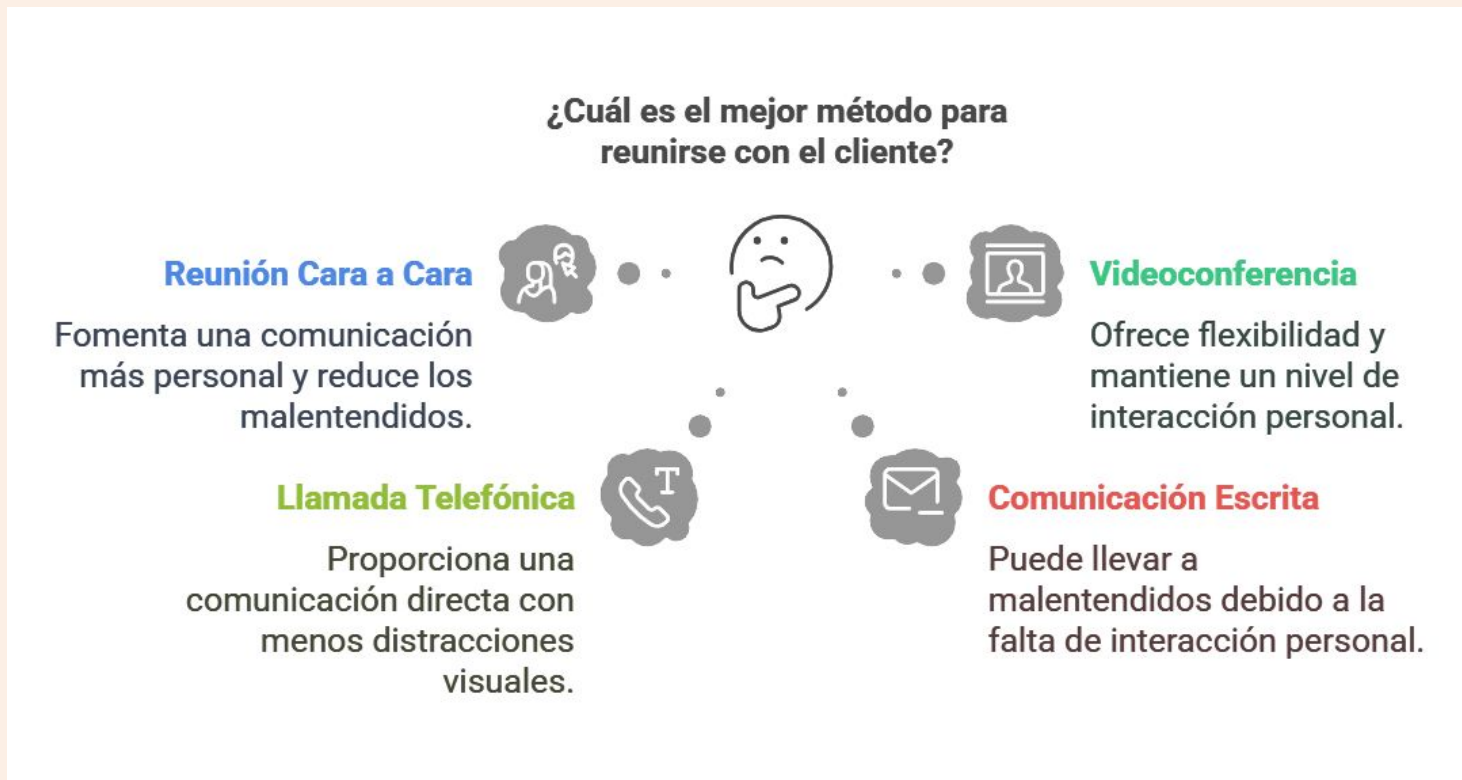 ¿Cuál es el mejor método para
reunirse con el cliente?
Reunión Cara a Cara
Fomenta una comunicación
más personal y reduce los
malentendidos.
Videoconferencia
Ofrece flexibilidad y
mantiene un nivel de
interacción personal.
Llamada Telefónica
Proporciona una
comunicación directa con
menos distracciones
visuales.
T
Comunicación Escrita
Puede llevar a
malentendidos debido a la
falta de interacción personal.